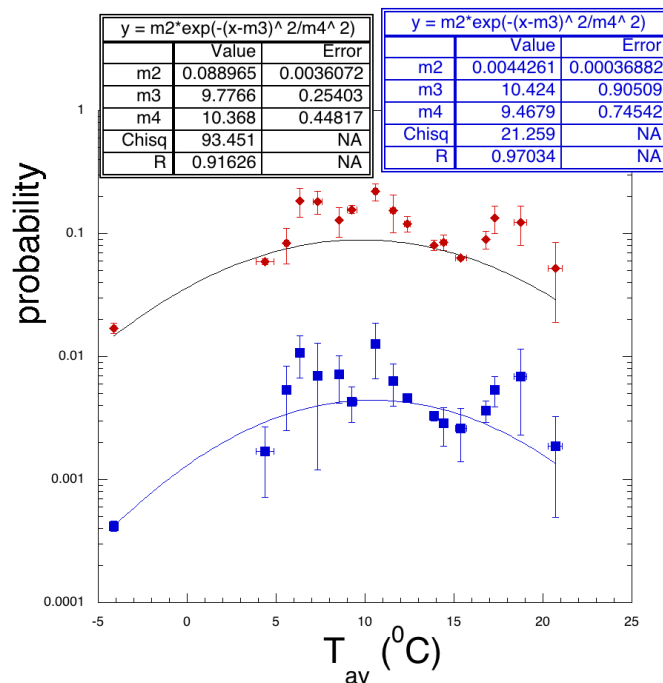 y = m2*exp(-(x-m3)^ 2/m4^ 2)
Value Error
m2 0.088965 0.0036072
m3 9.7766 0.25403
m4 10.368 0.44817
Chisq 93.451 NA
R 0.91626 NA
y = m2*exp(-(x-m3)^ 2/m4^ 2)
Value Error
m2 0.0044261 0.00036882
m3 10.424 0.90509
m4 9.4679 0.74542
Chisq 21.259 NA
R 0.97034 NA
probability
1
0.1
0.01
0.001
0.0001
-5 0 5 10 15 20 25
T_av (^0C)